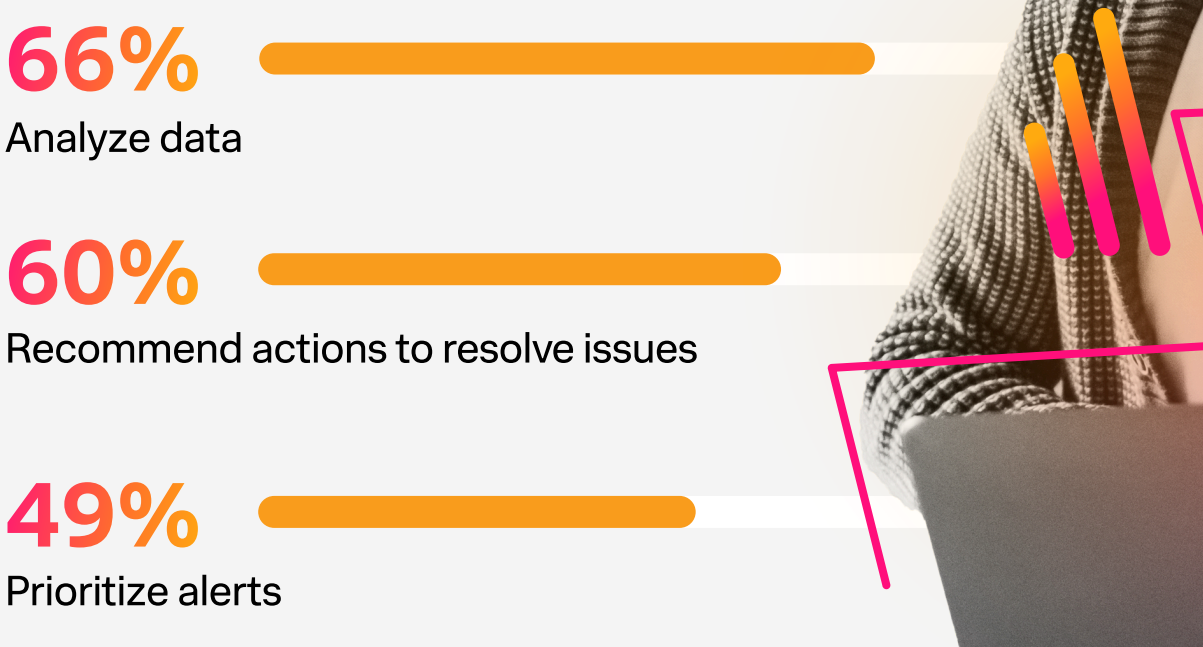 66%
Analyze data
60%
Recommend actions to resolve issues
49%
Prioritize alerts